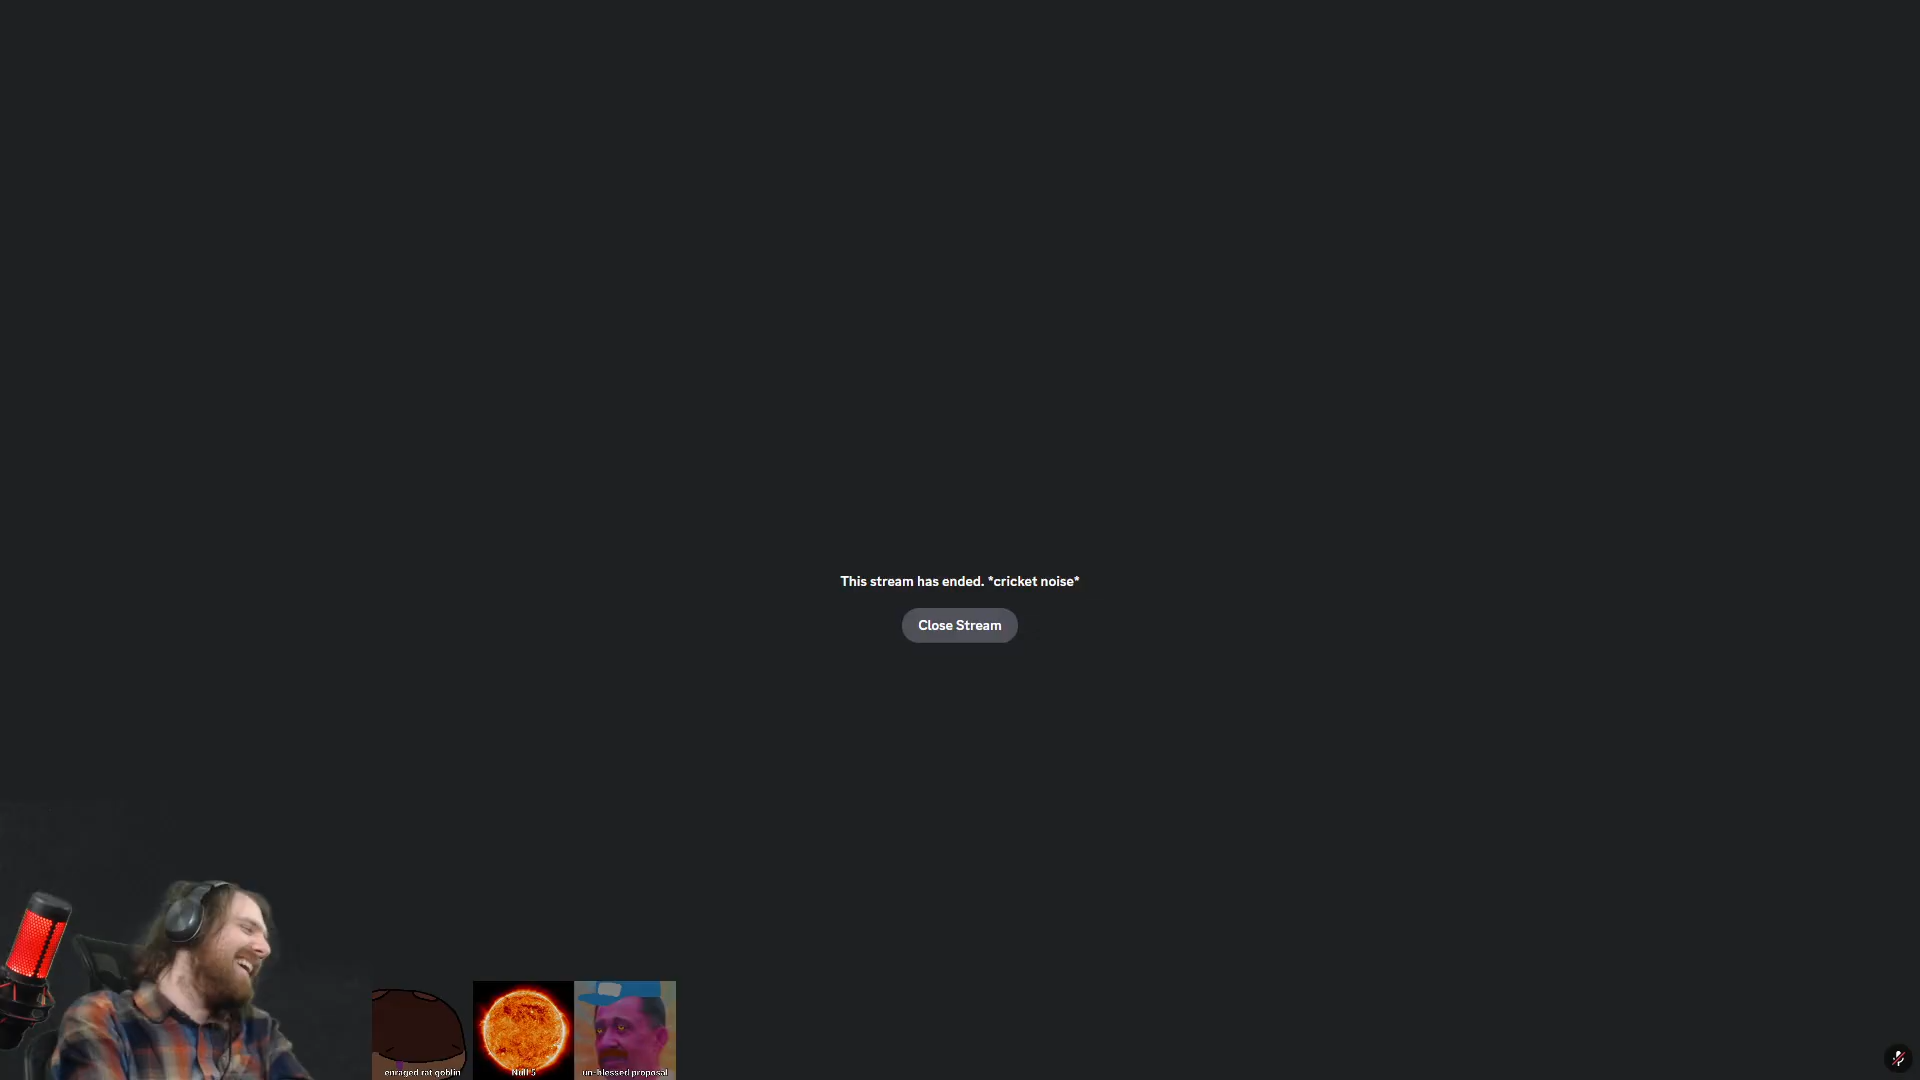 This stream has ended. *cricket noise*
Close Stream
enraged rat goblin
Null 5
un-blessed proposal